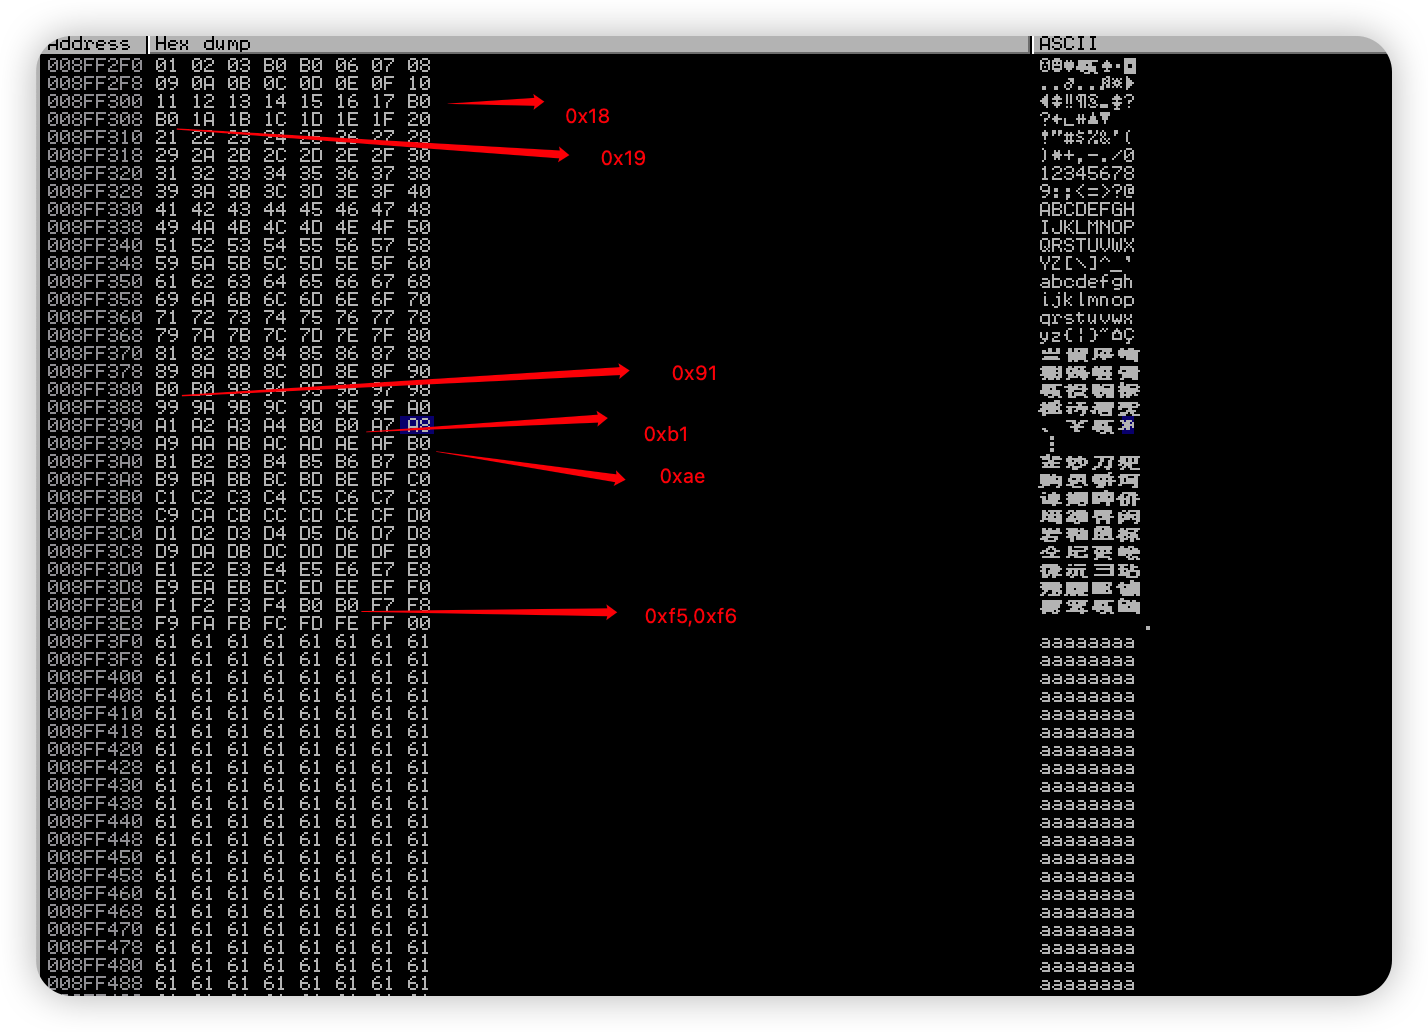 Address Hex dump ASCII
008FF2F0 01 02 03 B0 B0 06 07 08
008FF2F8 09 0A 0B 0C 0D 0E 0F 10
008FF300 11 12 13 14 15 16 17 B0
0x18
008FF308 B0 1A 1B 1C 1D 1E 1F 20
008FF310 21 22 23 24 25 26 27 28 !"#$%&'(
008FF318 29 2A 2B 2C 2D 2E 2F 30 )*+,-./0
0x19
008FF320 31 32 33 34 35 36 37 38 12345678
008FF328 39 3A 3B 3C 3D 3E 3F 40 9:;<=>?@
008FF330 41 42 43 44 45 46 47 48 ABCDEFGH
008FF338 49 4A 4B 4C 4D 4E 4F 50 IJKLMNOP
008FF340 51 52 53 54 55 56 57 58 QRSTUVWX
008FF348 59 5A 5B 5C 5D 5E 5F 60 YZ[\]^_`
008FF350 61 62 63 64 65 66 67 68 abcdefgh
008FF358 69 6A 6B 6C 6D 6E 6F 70 ijklmnop
008FF360 71 72 73 74 75 76 77 78 qrstuvwx
008FF368 79 7A 7B 7C 7D 7E 7F 80
008FF370 81 82 83 84 85 86 87 88
008FF378 89 8A 8B 8C 8D 8E 8F 90
0x91
008FF380 B0 B0 93 94 95 96 97 98
008FF388 99 9A 9B 9C 9D 9E 9F A0
008FF390 A1 A2 A3 A4 B0 B0 A7 A8
0xb1
008FF398 A9 AA AB AC AD AE AF B0
008FF3A0 B1 B2 B3 B4 B5 B6 B7 B8
0xae
008FF3A8 B9 BA BB BC BD BE BF C0
008FF3B0 C1 C2 C3 C4 C5 C6 C7 C8
008FF3B8 C9 CA CB CC CD CE CF D0
008FF3C0 D1 D2 D3 D4 D5 D6 D7 D8
008FF3C8 D9 DA DB DC DD DE DF E0
008FF3D0 E1 E2 E3 E4 E5 E6 E7 E8
008FF3D8 E9 EA EB EC ED EE EF F0
008FF3E0 F1 F2 F3 F4 B0 B0 F7 F8
0xf5,0xf6
008FF3E8 F9 FA FB FC FD FE FF 00 .
008FF3F0 61 61 61 61 61 61 61 61 aaaaaaaa
008FF3F8 61 61 61 61 61 61 61 61 aaaaaaaa
008FF400 61 61 61 61 61 61 61 61 aaaaaaaa
008FF408 61 61 61 61 61 61 61 61 aaaaaaaa
008FF410 61 61 61 61 61 61 61 61 aaaaaaaa
008FF418 61 61 61 61 61 61 61 61 aaaaaaaa
008FF420 61 61 61 61 61 61 61 61 aaaaaaaa
008FF428 61 61 61 61 61 61 61 61 aaaaaaaa
008FF430 61 61 61 61 61 61 61 61 aaaaaaaa
008FF438 61 61 61 61 61 61 61 61 aaaaaaaa
008FF440 61 61 61 61 61 61 61 61 aaaaaaaa
008FF448 61 61 61 61 61 61 61 61 aaaaaaaa
008FF450 61 61 61 61 61 61 61 61 aaaaaaaa
008FF458 61 61 61 61 61 61 61 61 aaaaaaaa
008FF460 61 61 61 61 61 61 61 61 aaaaaaaa
008FF468 61 61 61 61 61 61 61 61 aaaaaaaa
008FF470 61 61 61 61 61 61 61 61 aaaaaaaa
008FF478 61 61 61 61 61 61 61 61 aaaaaaaa
008FF480 61 61 61 61 61 61 61 61 aaaaaaaa
008FF488 61 61 61 61 61 61 61 61 aaaaaaaa